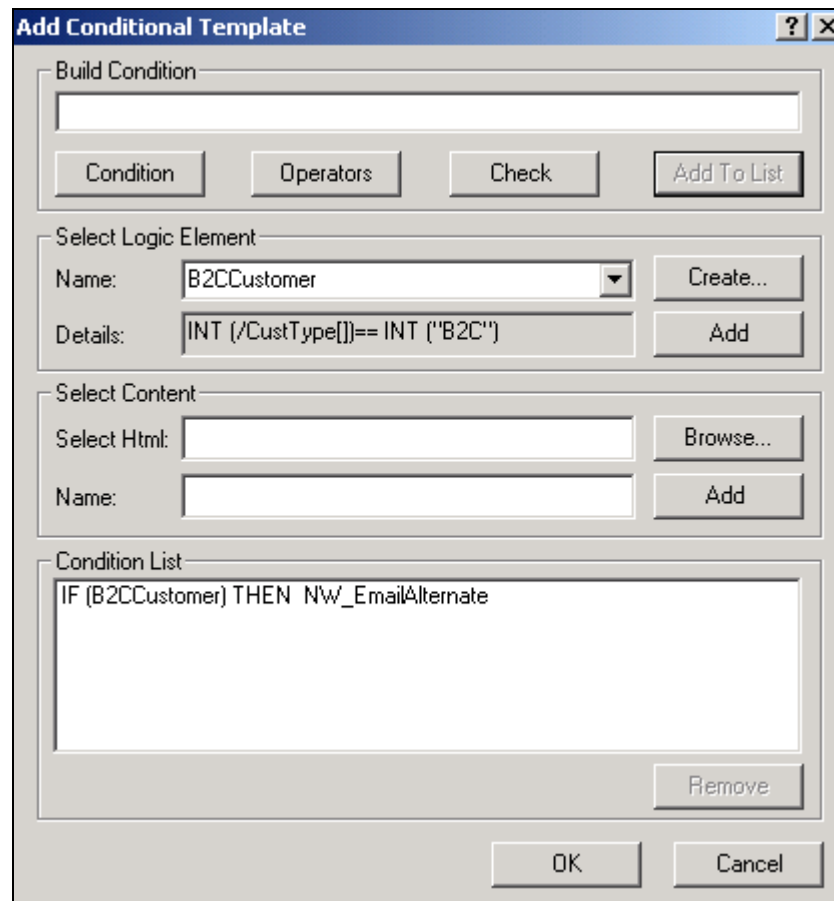 Add Conditional Template
Build Condition
Condition Operators Check Add To List
Select Logic Element
Name: B2CCustomer Create...
Details: INT (/CustType[])== INT ("B2C") Add
Select Content
Select Html: Browse...
Name: Add
Condition List
IF (B2CCustomer) THEN  NW_EmailAlternate
Remove
OK Cancel